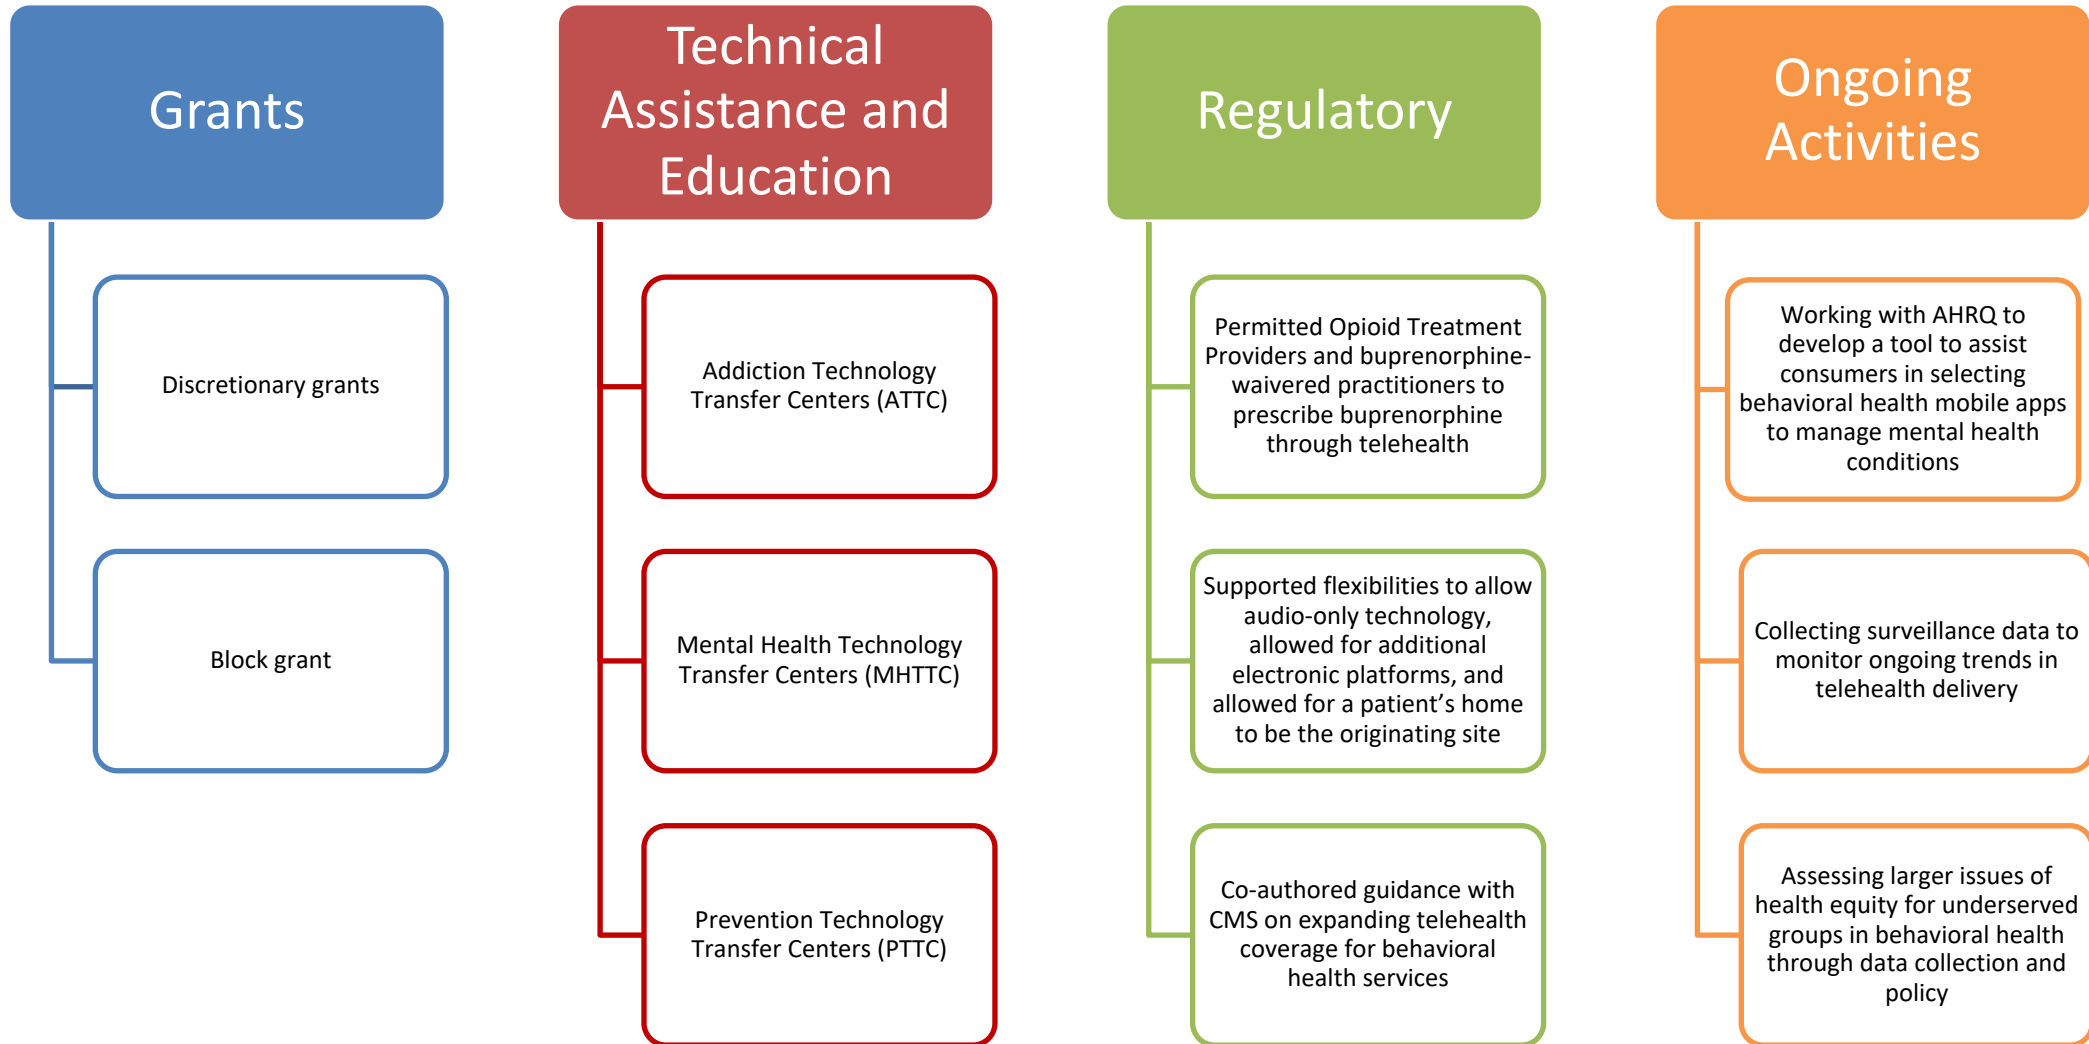 Grants
Discretionary grants
Block grant
Technical
Assistance and
Education
Addiction Technology
Transfer Centers (ATTC)
Mental Health Technology
Transfer Centers (MHTTC)
Prevention Technology
Transfer Centers (PTTC)
Regulatory
Permitted Opioid Treatment
Providers and buprenorphine-
waivered practitioners to
prescribe buprenorphine
through telehealth
Supported flexibilities to allow
audio-only technology,
allowed for additional
electronic platforms, and
allowed for a patient’s home
to be the originating site
Co-authored guidance with
CMS on expanding telehealth
coverage for behavioral
health services
Ongoing
Activities
Working with AHRQ to
develop a tool to assist
consumers in selecting
behavioral health mobile apps
to manage mental health
conditions
Collecting surveillance data to
monitor ongoing trends in
telehealth delivery
Assessing larger issues of
health equity for underserved
groups in behavioral health
through data collection and
policy